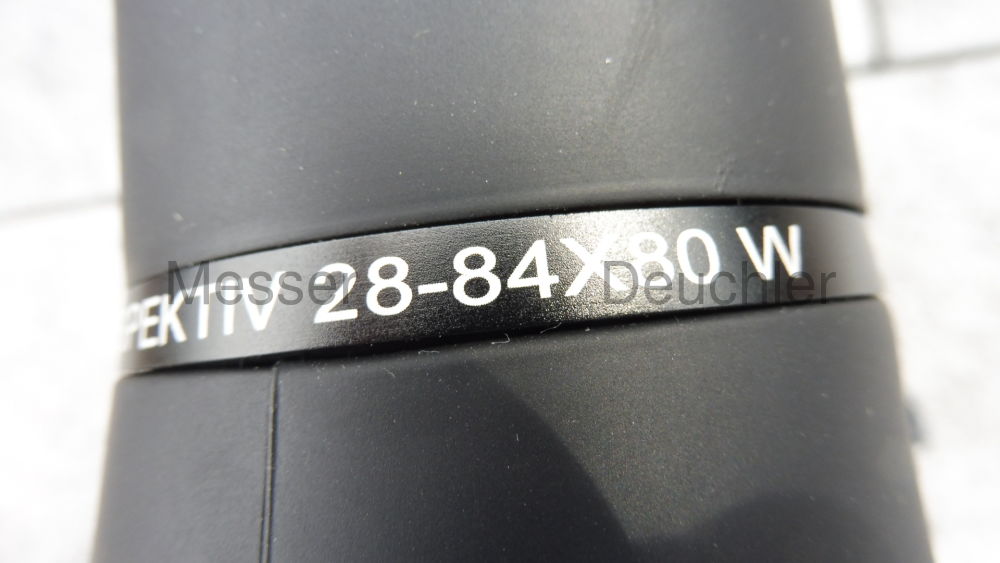 PEKTIV 28-84X80 W
Messer Deuchler